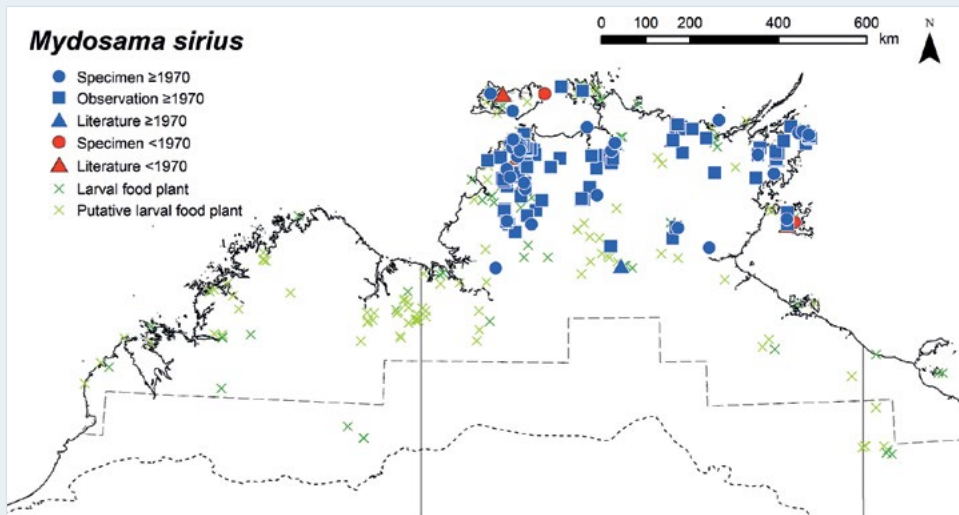 Mydosama sirius
Specimen ≥1970
Observation ≥1970
Literature ≥1970
Specimen <1970
Literature <1970
Larval food plant
Putative larval food plant
0 100 200 400 600
km
N